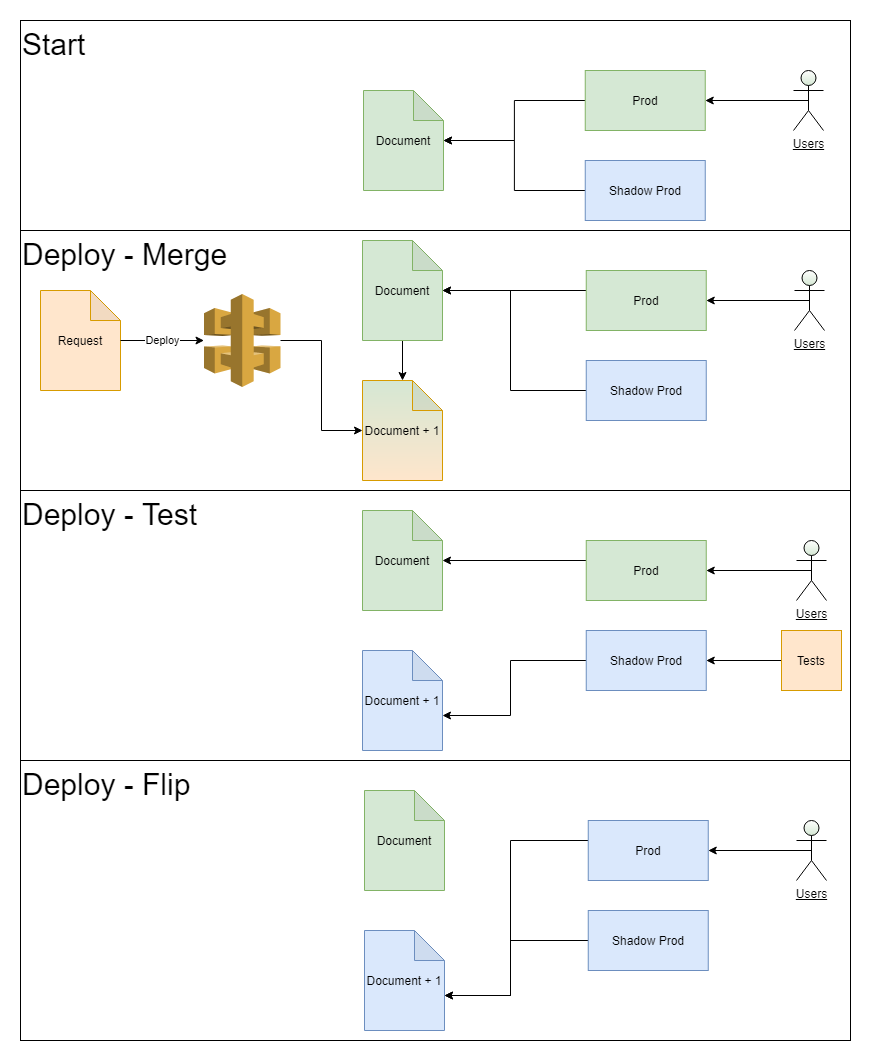 Start
Prod
Document
Users
Shadow Prod
Deploy - Merge
Document
Prod
Request
Deploy
Users
Shadow Prod
Document + 1
Deploy - Test
Document
Prod
Users
Shadow Prod
Tests
Document + 1
Deploy - Flip
Document
Prod
Users
Shadow Prod
Document + 1